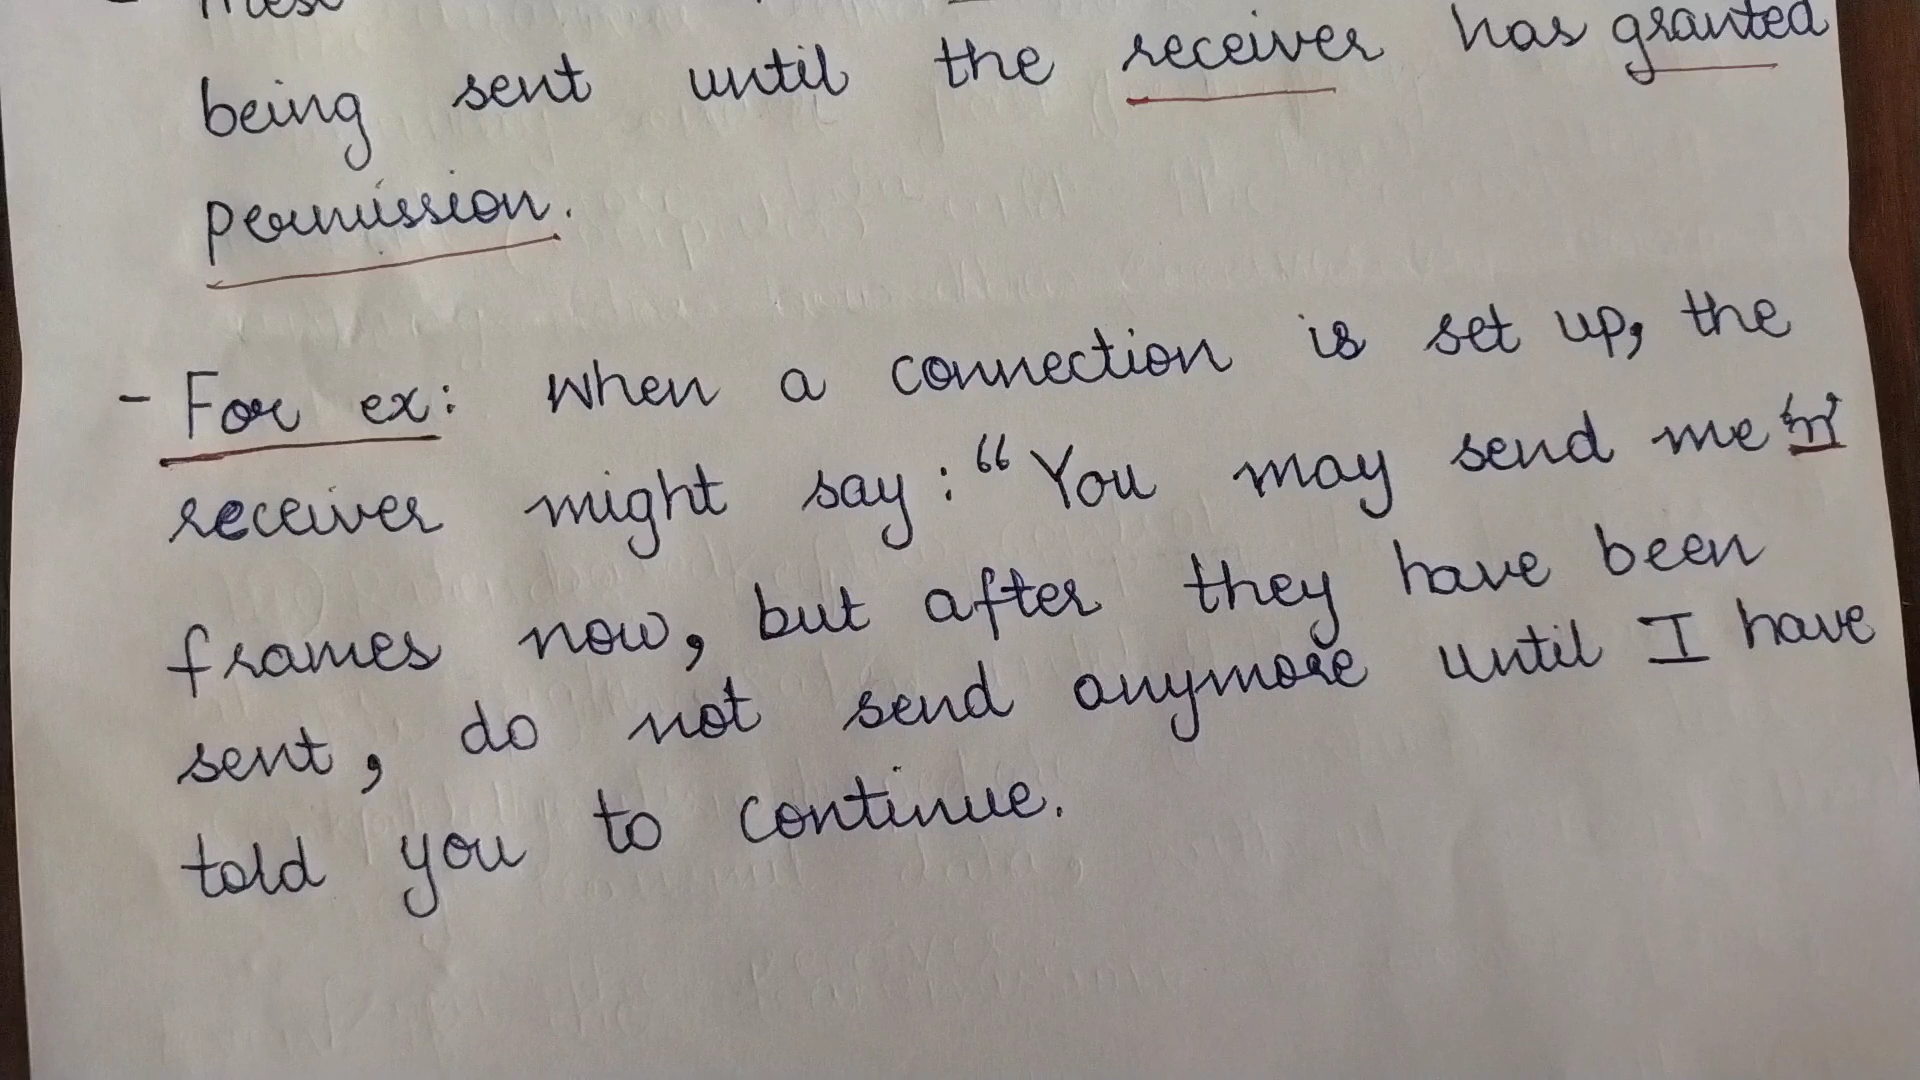 being sent until the receiver has granted
permission.
- For ex: When a connection is set up, the
receiver might say: “You may send me 'n'
frames now, but after they have been
sent, do not send anymore until I have
told you to continue.